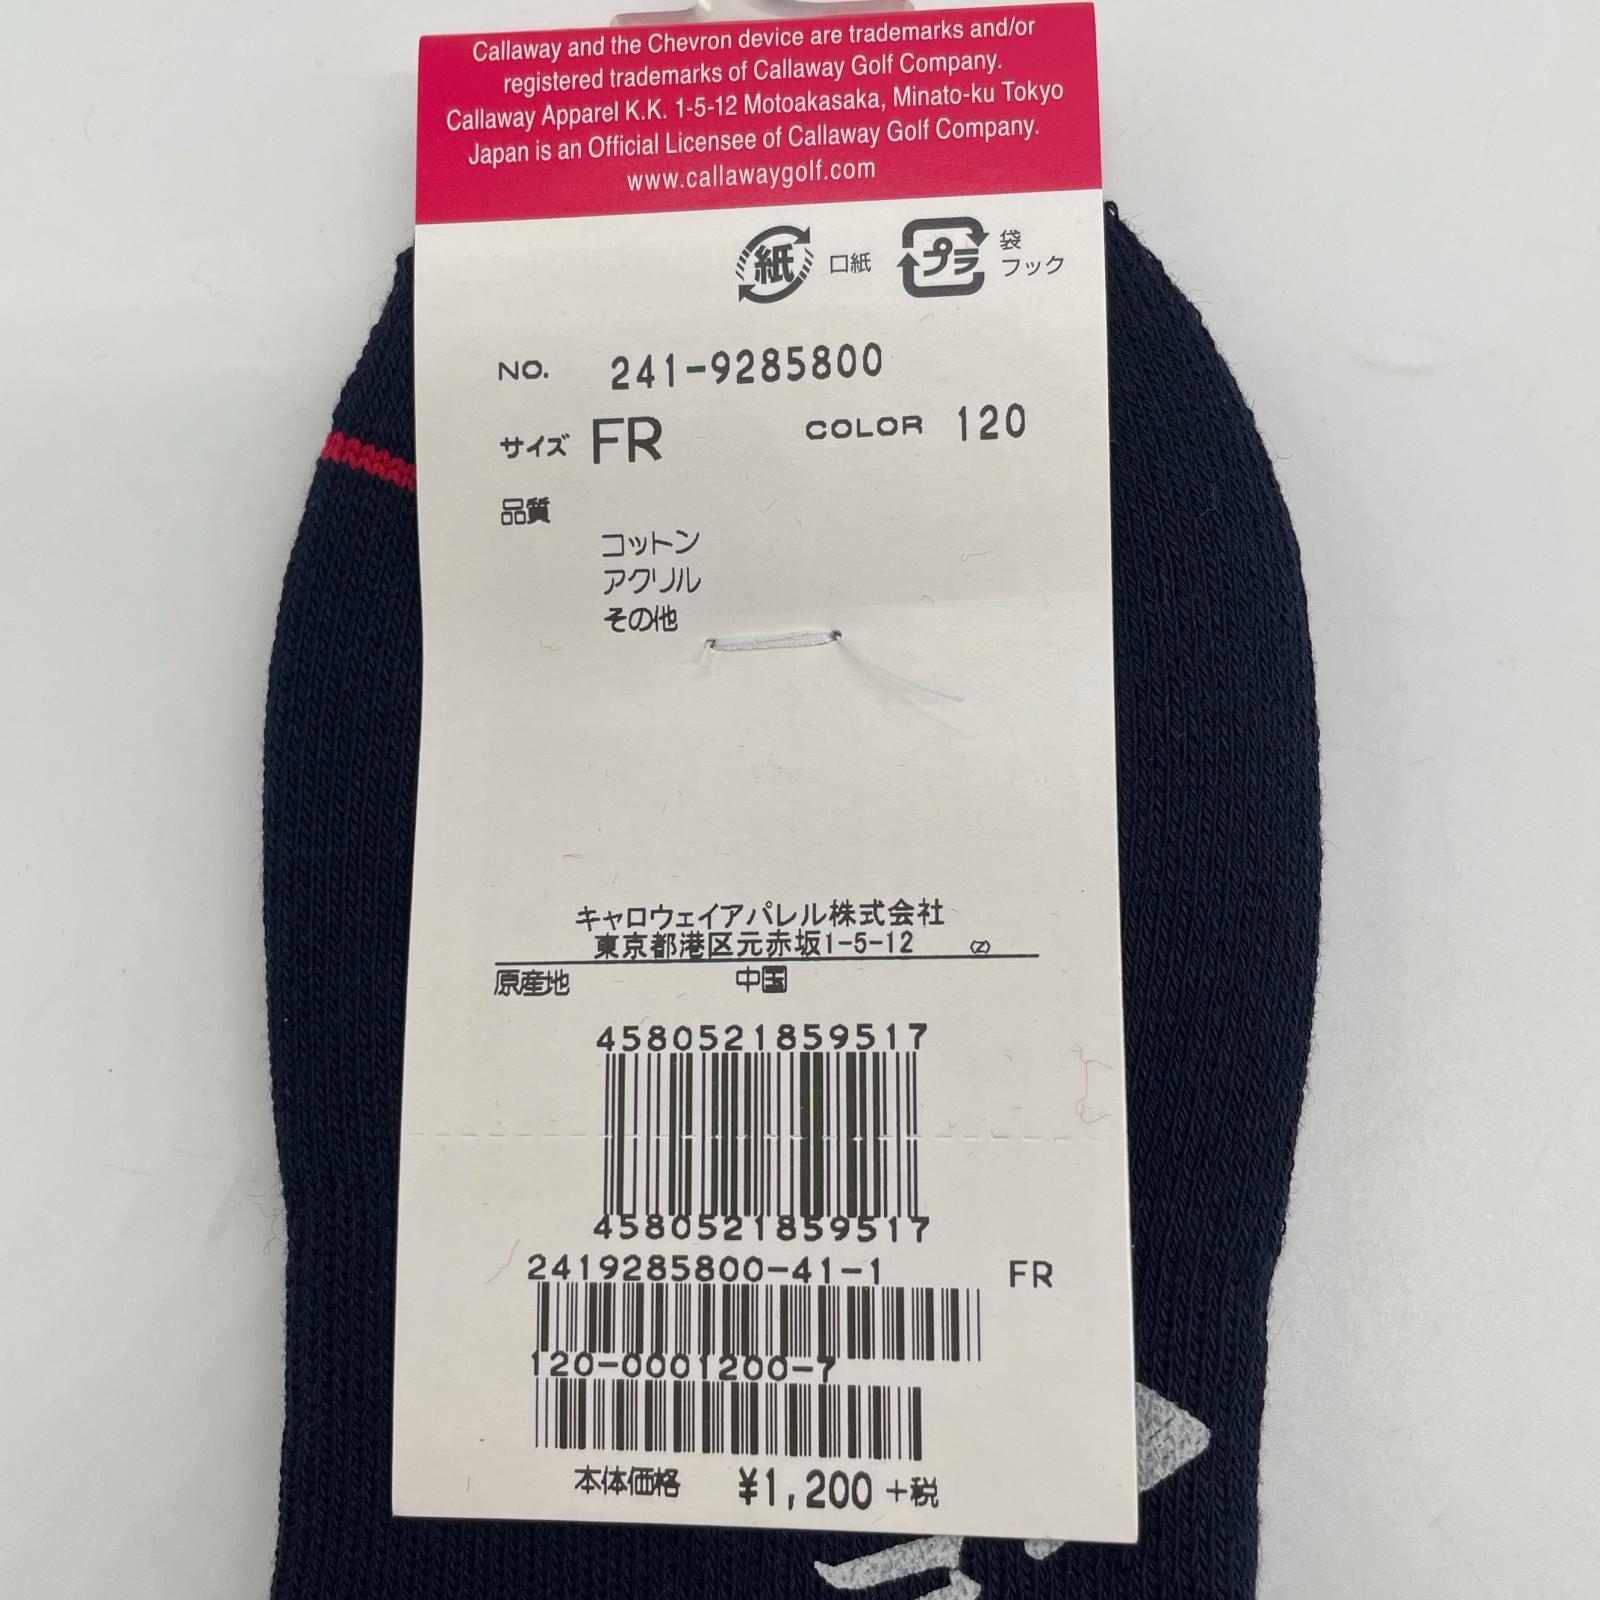 Callaway and the Chevron device are trademarks and/or
registered trademarks of Callaway Golf Company.
Callaway Apparel K.K. 1-5-12 Motoakasaka, Minato-ku Tokyo
Japan is an Official Licensee of Callaway Golf Company.
www.callawaygolf.com
紙 口紙 プラ 袋
フック
NO. 241-9285800
サイズ FR COLOR 120
品質
コットン
アクリル
その他
キャロウェイアパレル株式会社
東京都港区元赤坂1-5-12 (Z)
原産地 中国
4580521859517
4580521859517
2419285800-41-1 FR
120-0001200-7
本体価格 ¥1,200 +税